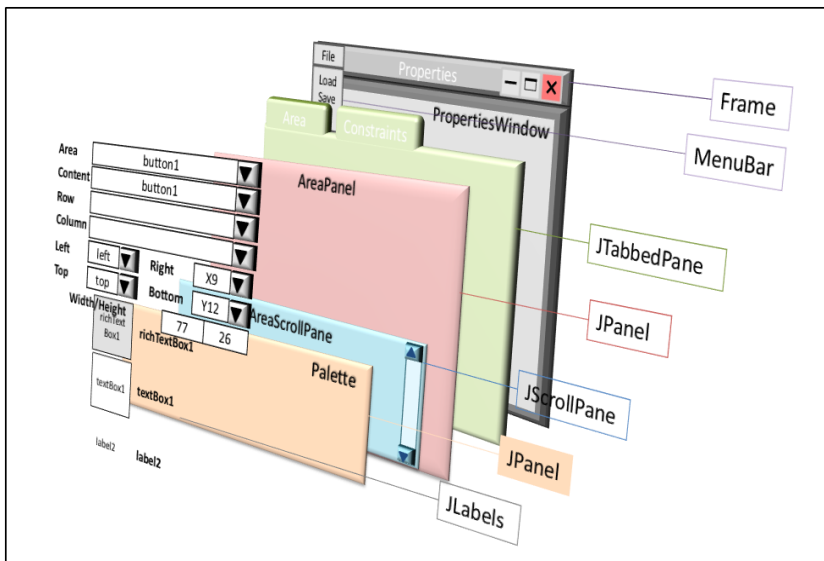 File
Properties
Load
Save
PropertiesWindow
Frame
MenuBar
Area
Constraints
JTabbedPane
AreaPanel
JPanel
Area
button1
Content
button1
Row
Column
Left
left
Right
X9
Top
top
Bottom
Y12
Width/Height
77
26
AreaScrollPane
JScrollPane
richText
Box1
richTextBox1
Palette
JPanel
textBox1
textBox1
label2
label2
JLabels